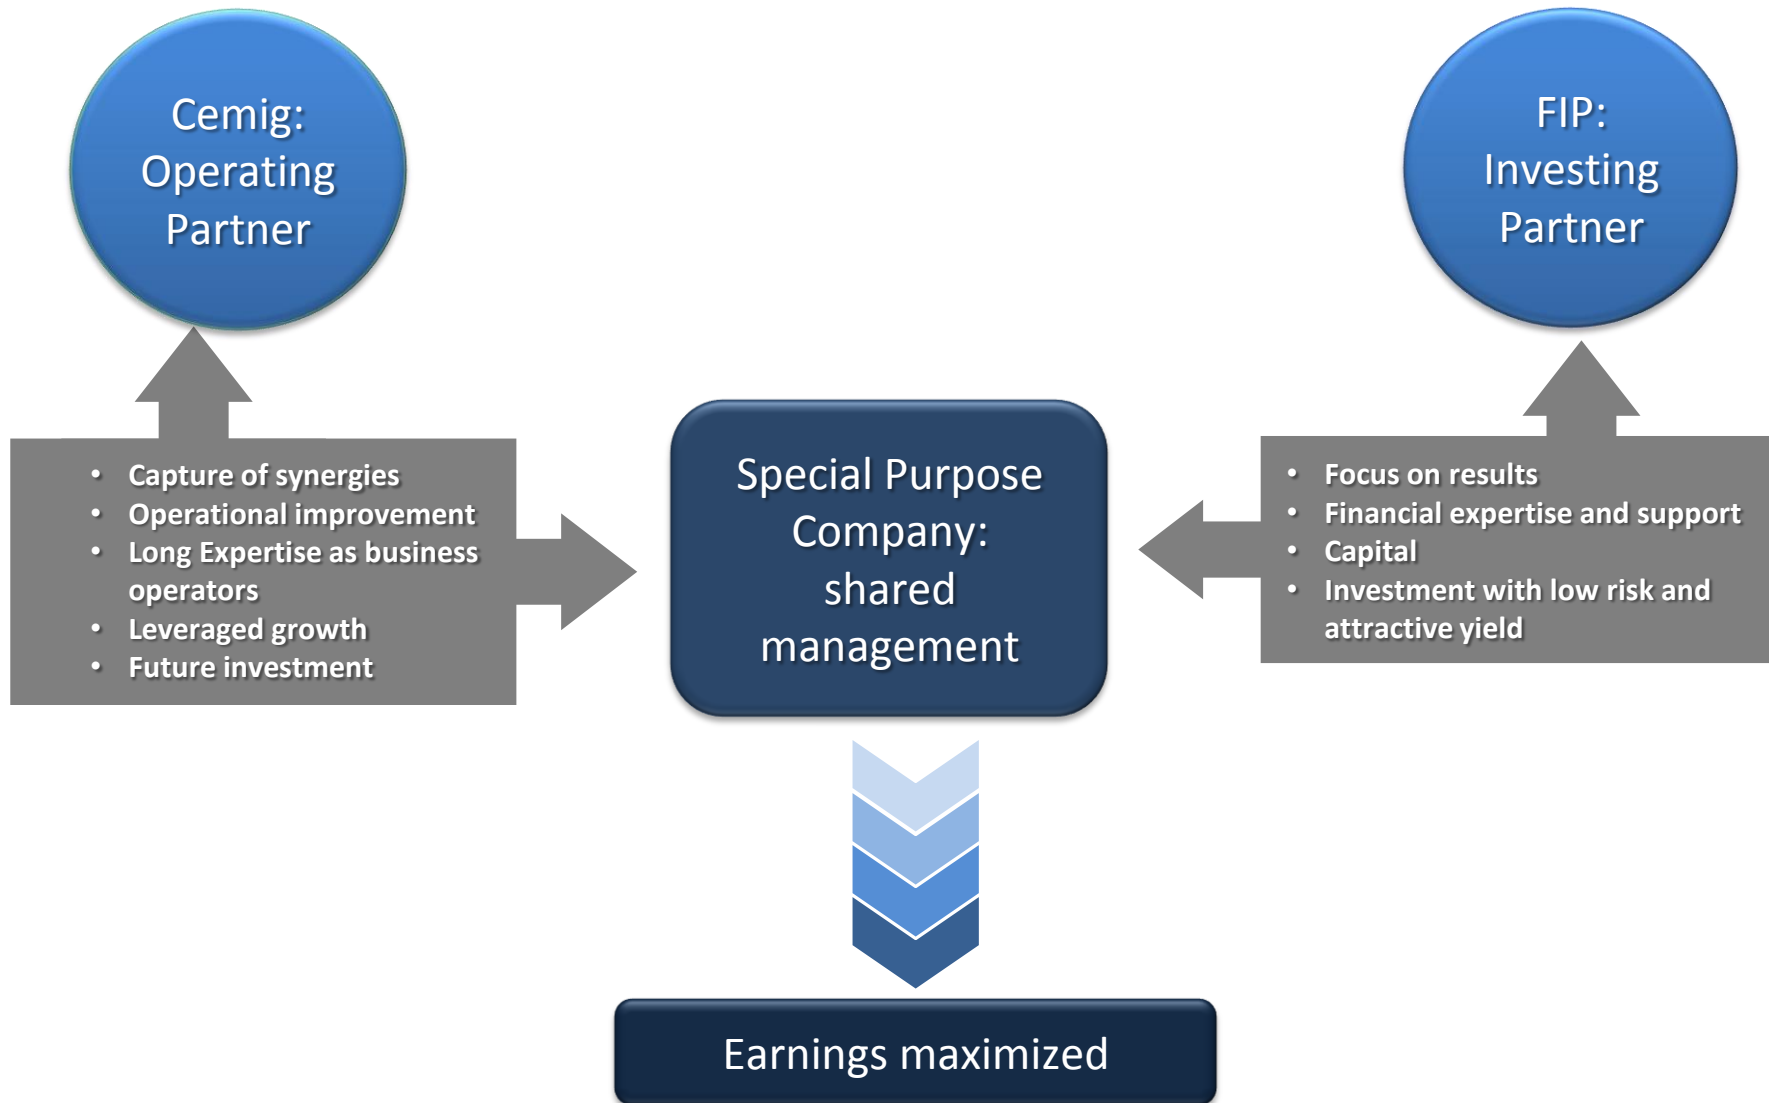 Cemig:
Operating
Partner
FIP:
Investing
Partner
• Capture of synergies
• Operational improvement
• Long Expertise as business
operators
• Leveraged growth
• Future investment
Special Purpose
Company:
shared
management
• Focus on results
• Financial expertise and support
• Capital
• Investment with low risk and
attractive yield
Earnings maximized